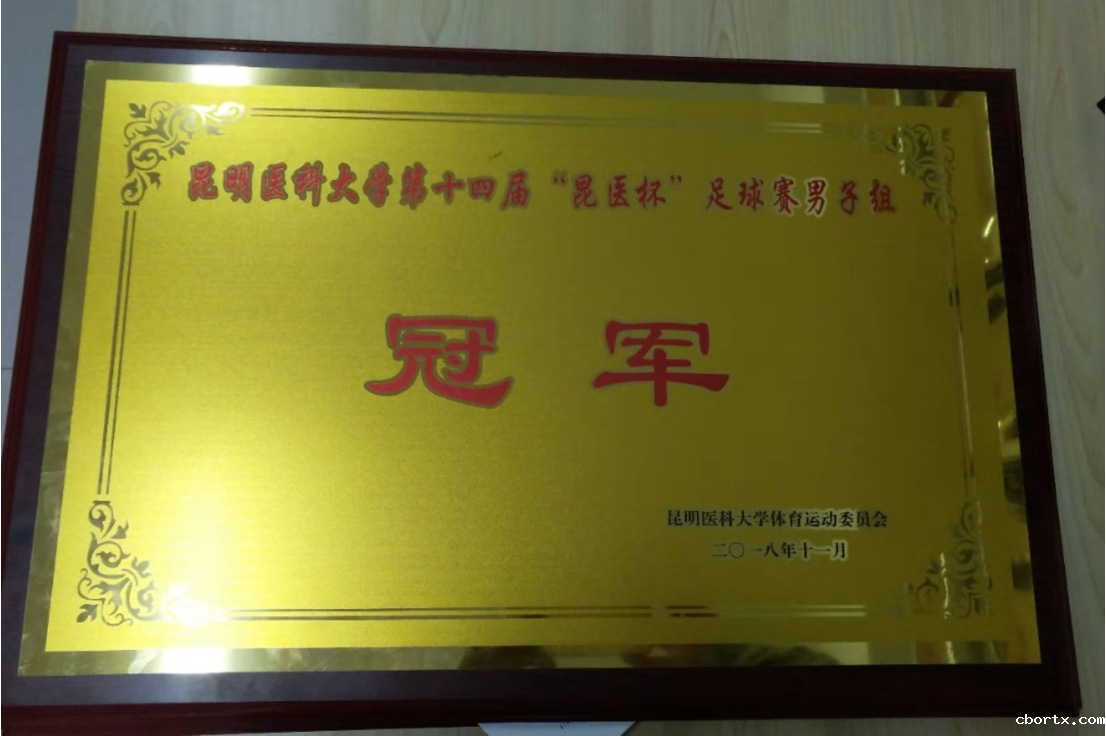 昆明医科大学第十四届“昆医杯”足球赛男子组
冠军
昆明医科大学体育运动委员会
二〇一八年十一月
cbortx.com